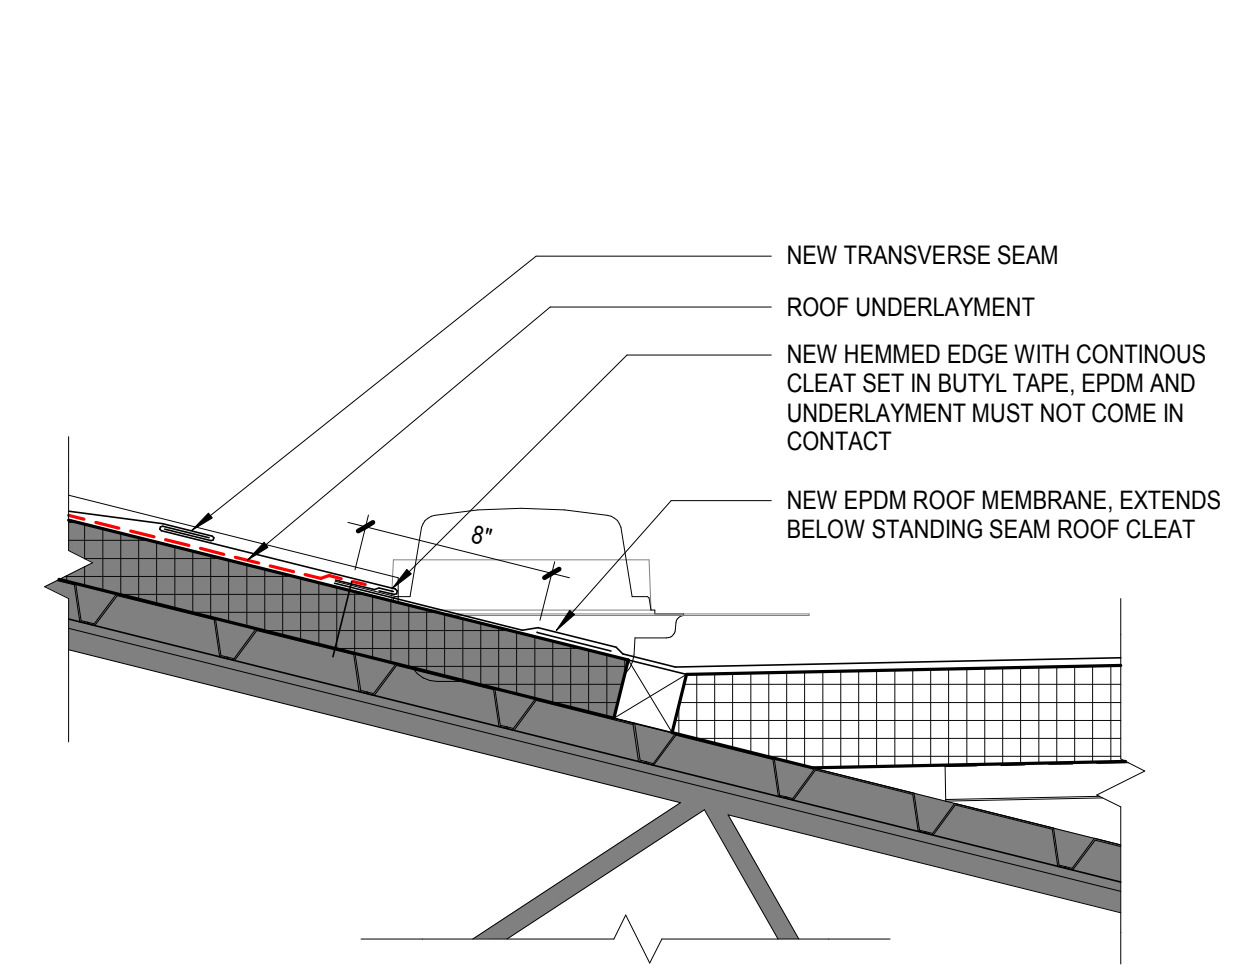 NEW TRANSVERSE SEAM
ROOF UNDERLAYMENT
NEW HEMMED EDGE WITH CONTINOUS
CLEAT SET IN BUTYL TAPE, EPDM AND
UNDERLAYMENT MUST NOT COME IN
CONTACT
NEW EPDM ROOF MEMBRANE, EXTENDS
BELOW STANDING SEAM ROOF CLEAT
8"